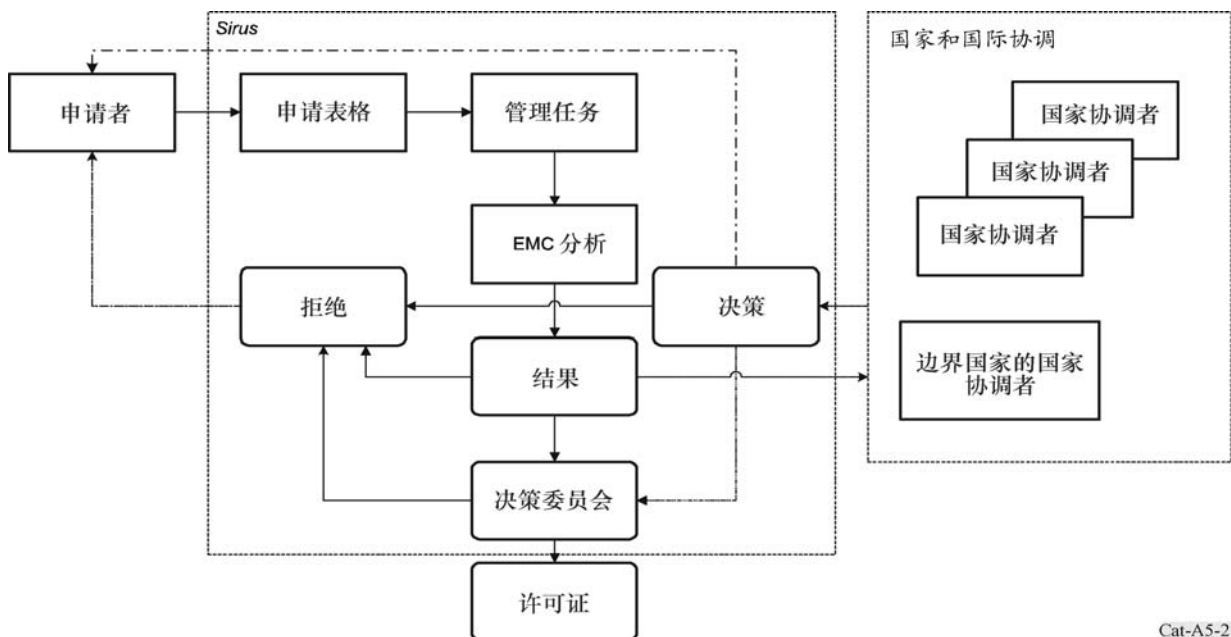 Sirus
国家和国际协调
申请者
申请表格
管理任务
国家协调者
国家协调者
国家协调者
EMC 分析
拒绝
决策
结果
边界国家的国家
协调者
决策委员会
许可证
Cat-A5-2